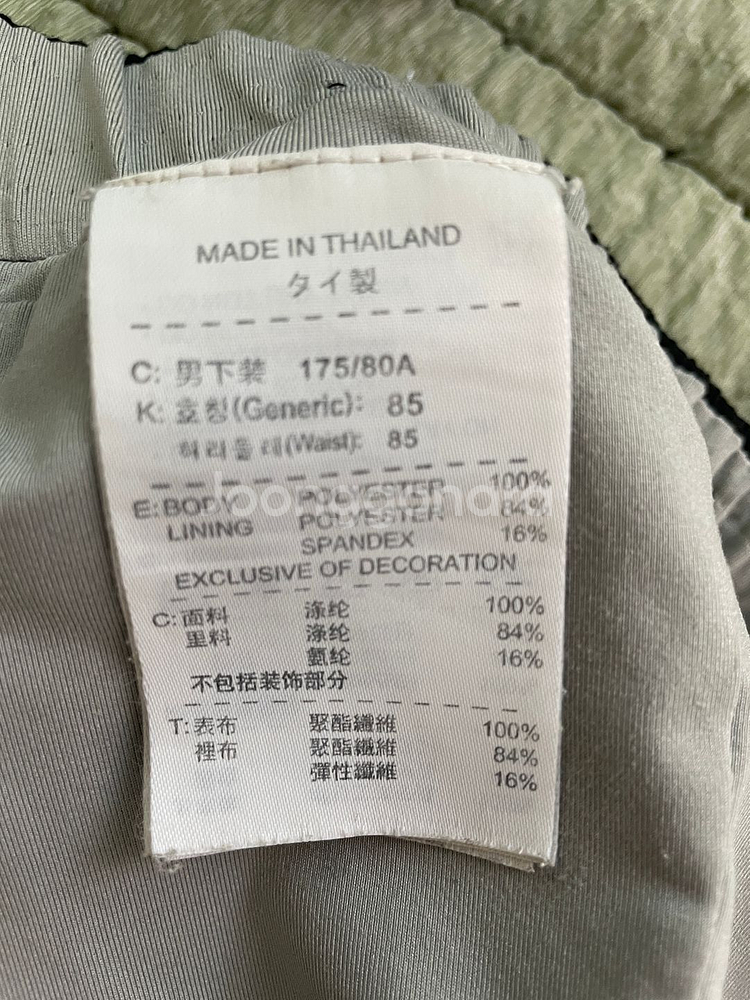 MADE IN THAILAND
タイ製
C: 男下装 175/80A
K: 호칭(Generic): 85
허리둘레(Waist): 85
E: BODY POLYESTER 100%
LINING POLYESTER 84%
SPANDEX 16%
EXCLUSIVE OF DECORATION
C: 面料 涤纶 100%
里料 涤纶 84%
氨纶 16%
不包括装饰部分
T: 表布 聚酯纖維 100%
裡布 聚酯纖維 84%
彈性纖維 16%